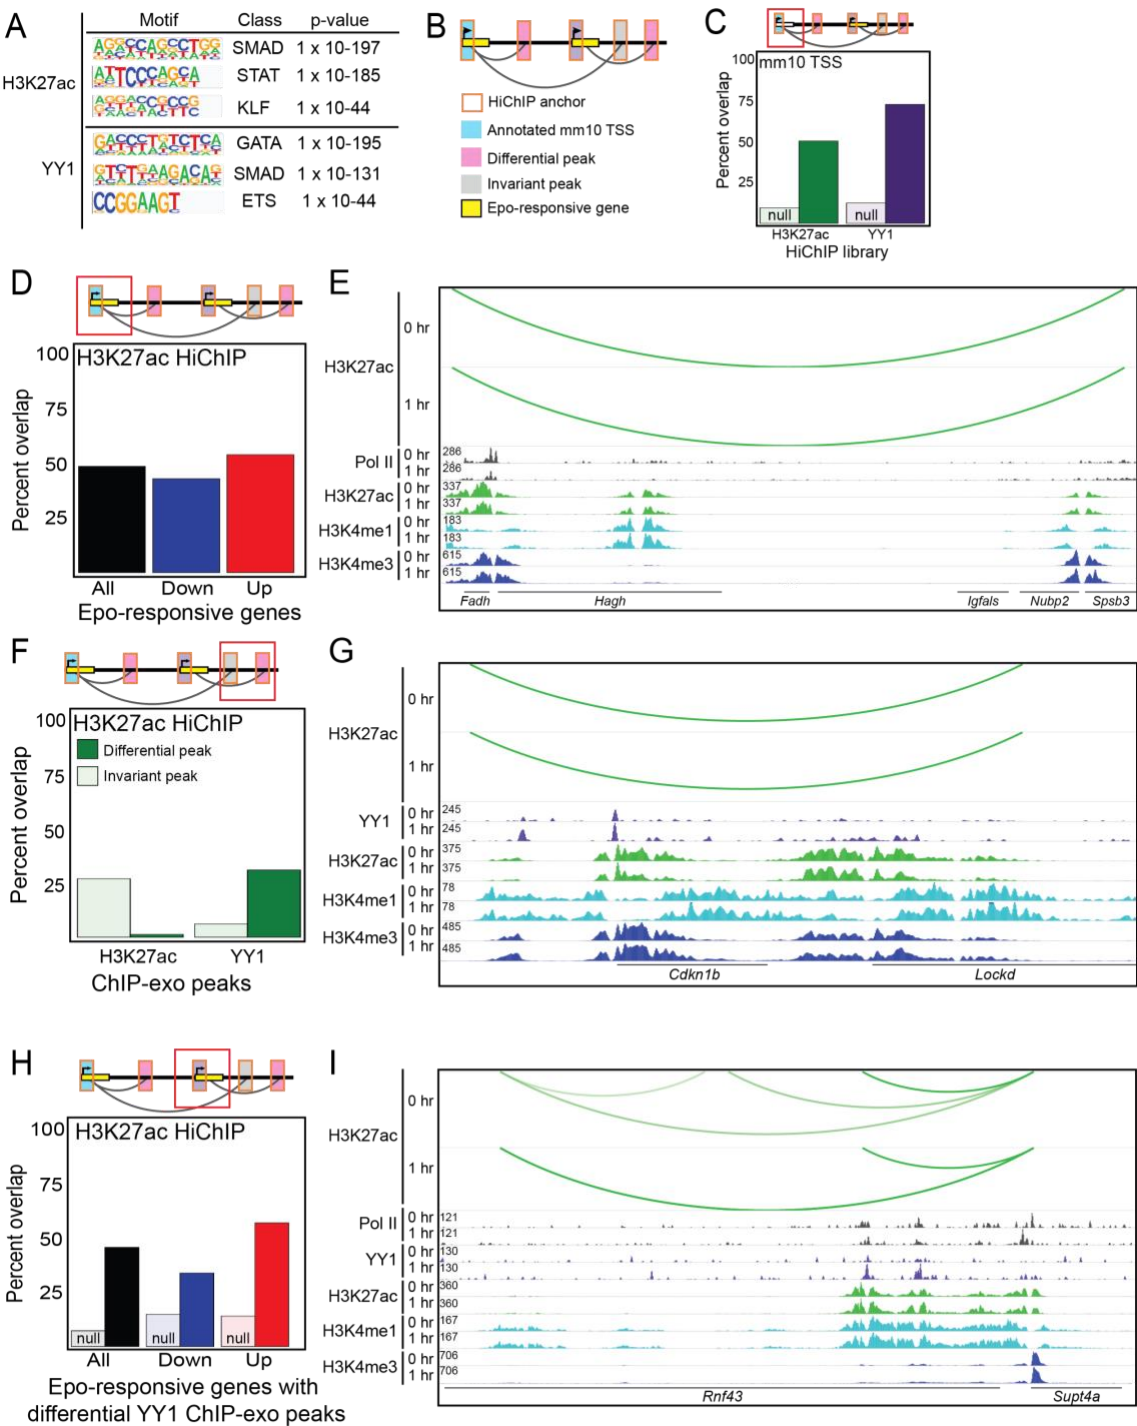 A
Motif Class p-value
H3K27ac
AGGCCAGCCTGG SMAD 1 x 10-197
ATTCCCAGCA STAT 1 x 10-185
AGGACCGCCG KLF 1 x 10-44
YY1
GACCCTGTCTCA GATA 1 x 10-195
GTCTGAAGACAG SMAD 1 x 10-131
CCGGAAGT ETS 1 x 10-44
B
HiChIP anchor
Annotated mm10 TSS
Differential peak
Invariant peak
Epo-responsive gene
C
mm10 TSS
Percent overlap
100
75
50
25
null null
H3K27ac YY1
HiChIP library
D
H3K27ac HiChIP
Percent overlap
100
75
50
25
All Down Up
Epo-responsive genes
E
H3K27ac
0 hr
1 hr
Pol II
0 hr 286
1 hr 286
H3K27ac
0 hr 337
1 hr 337
H3K4me1
0 hr 183
1 hr 183
H3K4me3
0 hr 615
1 hr 615
Fadh Hagh Igfals Nubp2 Spsb3
F
H3K27ac HiChIP
Differential peak
Invariant peak
Percent overlap
100
75
50
25
H3K27ac YY1
ChIP-exo peaks
G
H3K27ac
0 hr
1 hr
YY1
0 hr 245
1 hr 245
H3K27ac
0 hr 375
1 hr 375
H3K4me1
0 hr 78
1 hr 78
H3K4me3
0 hr 485
1 hr 485
Cdkn1b Lockd
H
H3K27ac HiChIP
Percent overlap
100
75
50
25
null null null
All Down Up
Epo-responsive genes with
differential YY1 ChIP-exo peaks
I
H3K27ac
0 hr
1 hr
Pol II
0 hr 121
1 hr 121
YY1
0 hr 130
1 hr 130
H3K27ac
0 hr 360
1 hr 360
H3K4me1
0 hr 167
1 hr 167
H3K4me3
0 hr 706
1 hr 706
Rnf43 Supt4a